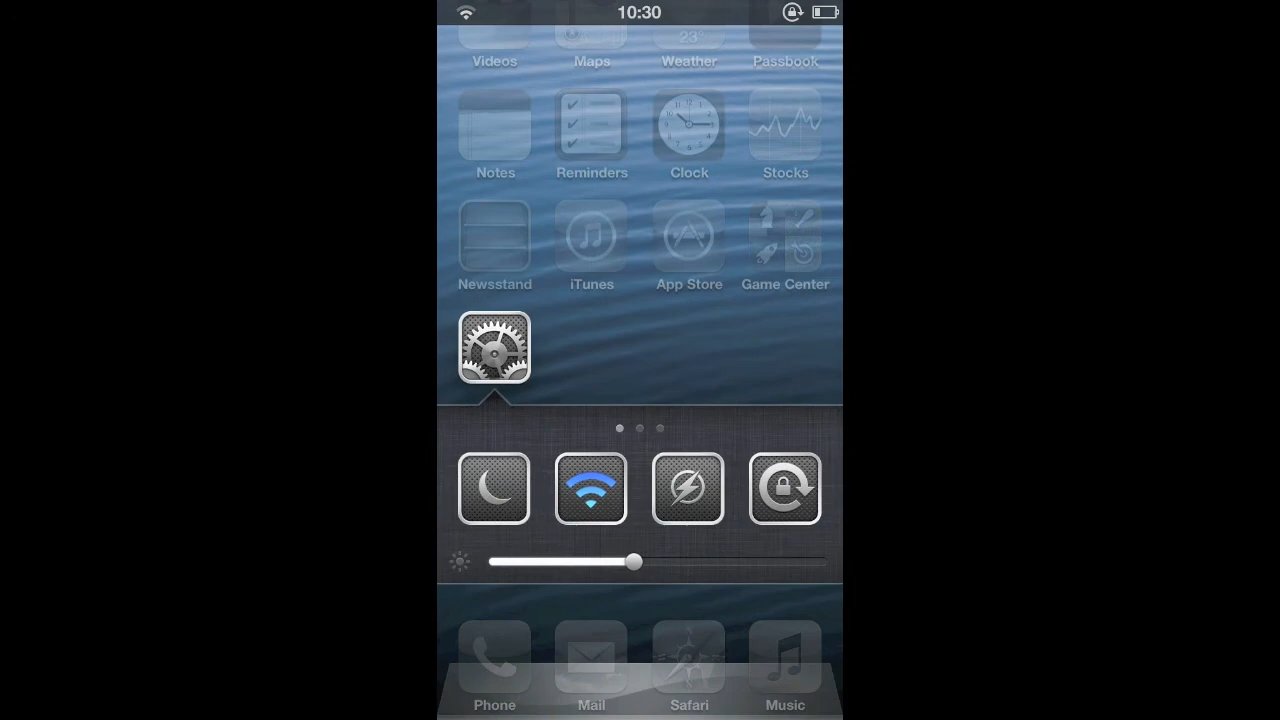 10:30
23°
Videos Maps Weather Passbook
Notes Reminders Clock Stocks
Newsstand iTunes App Store Game Center
Phone Mail Safari Music